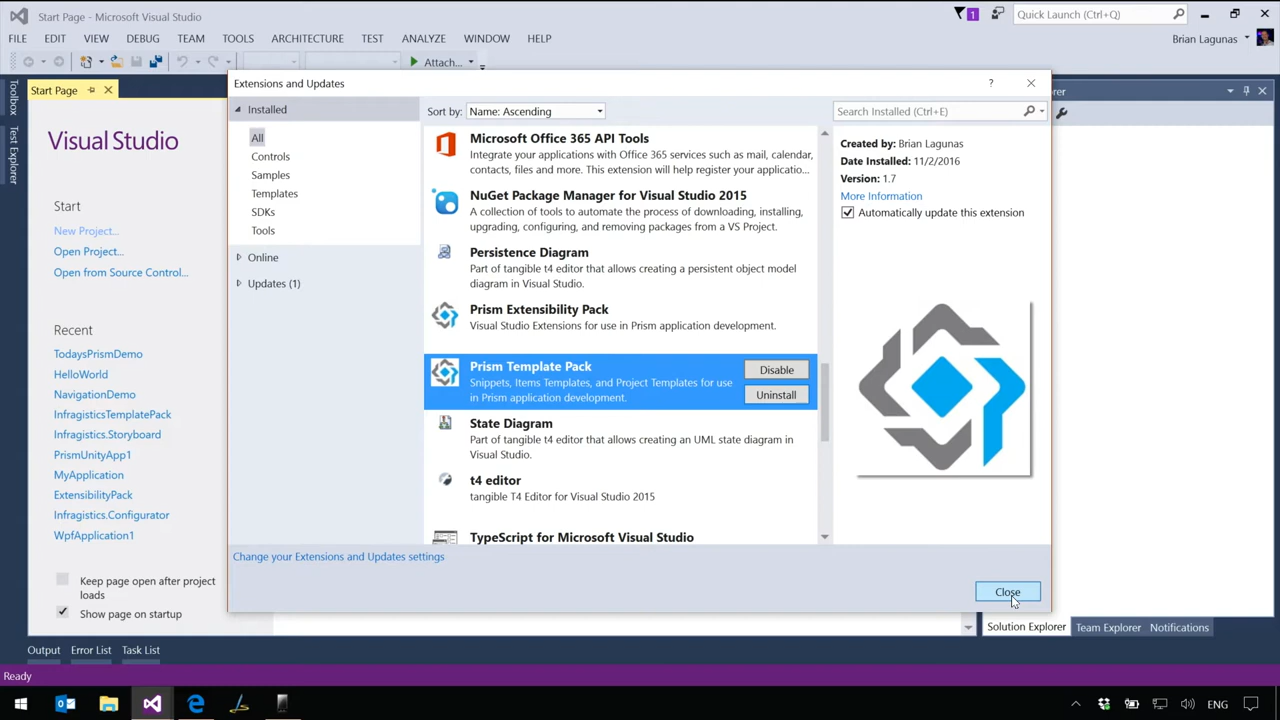 Start Page - Microsoft Visual Studio
1
Quick Launch (Ctrl+Q)
FILE EDIT VIEW DEBUG TEAM TOOLS ARCHITECTURE TEST ANALYZE WINDOW HELP
Brian Lagunas
Attach...
Toolbox
Test Explorer
Start Page
Visual Studio
Start
New Project...
Open Project...
Open from Source Control...
Recent
TodaysPrismDemo
HelloWorld
NavigationDemo
InfragisticsTemplatePack
Infragistics.Storyboard
PrismUnityApp1
MyApplication
ExtensibilityPack
Infragistics.Configurator
WpfApplication1
Keep page open after project
loads
Show page on startup
Extensions and Updates
?
Installed
All
Controls
Samples
Templates
SDKs
Tools
Online
Updates (1)
Sort by: Name: Ascending
Microsoft Office 365 API Tools
Integrate your applications with Office 365 services such as mail, calendar,
contacts, files and more. This extension will help register your applicatio...
NuGet Package Manager for Visual Studio 2015
A collection of tools to automate the process of downloading, installing,
upgrading, configuring, and removing packages from a VS Project.
Persistence Diagram
Part of tangible t4 editor that allows creating a persistent object model
diagram in Visual Studio.
Prism Extensibility Pack
Visual Studio Extensions for use in Prism application development.
Prism Template Pack
Snippets, Items Templates, and Project Templates for use
in Prism application development.
Disable
Uninstall
State Diagram
Part of tangible t4 editor that allows creating an UML state diagram in
Visual Studio.
t4 editor
tangible T4 Editor for Visual Studio 2015
TypeScript for Microsoft Visual Studio
Search Installed (Ctrl+E)
Created by: Brian Lagunas
Date Installed: 11/2/2016
Version: 1.7
More Information
Automatically update this extension
Change your Extensions and Updates settings
Close
orer
Solution Explorer Team Explorer Notifications
Output Error List Task List
Ready
ENG